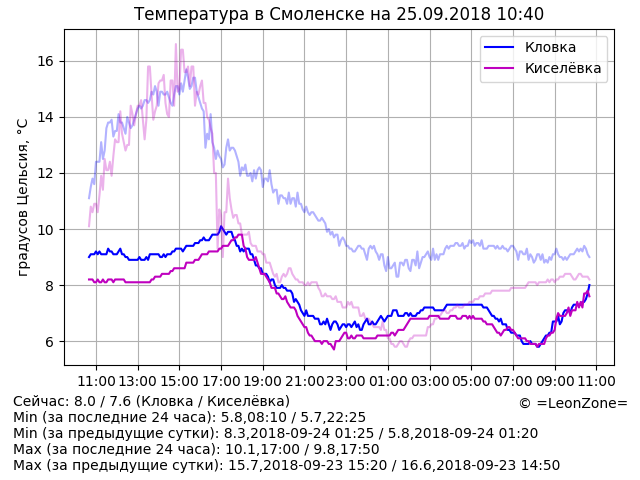 Температура в Смоленске на 25.09.2018 10:40
Кловка
Киселёвка
градусов Цельсия, °C
16
14
12
10
8
6
11:00 13:00 15:00 17:00 19:00 21:00 23:00 01:00 03:00 05:00 07:00 09:00 11:00
Сейчас: 8.0 / 7.6 (Кловка / Киселёвка)
© =LeonZone=
Min (за последние 24 часа): 5.8,08:10 / 5.7,22:25
Min (за предыдущие сутки): 8.3,2018-09-24 01:25 / 5.8,2018-09-24 01:20
Max (за последние 24 часа): 10.1,17:00 / 9.8,17:50
Max (за предыдущие сутки): 15.7,2018-09-23 15:20 / 16.6,2018-09-23 14:50